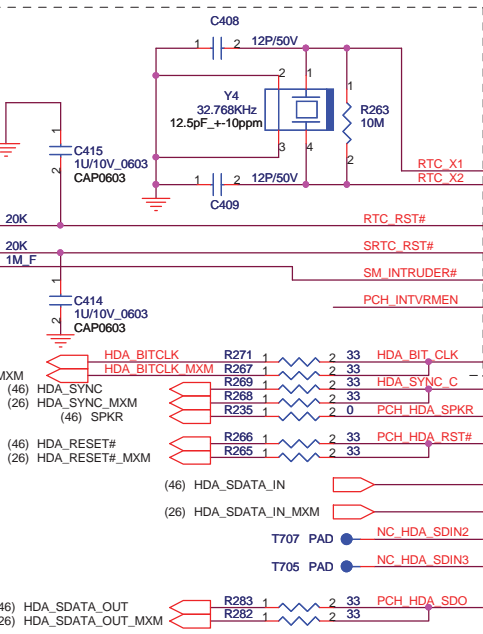 C408
1 2 12P/50V
2 1
Y4
32.768KHz
12.5pF_+-10ppm
3 4
1
R263
10M
2
1
C415
1U/10V_0603
CAP0603
2
RTC_X1
RTC_X2
1 2 12P/50V
C409
20K RTC_RST#
20K SRTC_RST#
1M_F SM_INTRUDER#
1
C414
1U/10V_0603
CAP0603
2
PCH_INTVRMEN
HDA_BITCLK R271 1 2 33 HDA_BIT_CLK
MXM HDA_BITCLK_MXM R267 1 2 33
(46) HDA_SYNC R269 1 2 33 HDA_SYNC_C
(26) HDA_SYNC_MXM R268 1 2 33
(46) SPKR R235 1 2 0 PCH_HDA_SPKR
(46) HDA_RESET# R266 1 2 33 PCH_HDA_RST#
(26) HDA_RESET#_MXM R265 1 2 33
(46) HDA_SDATA_IN
(26) HDA_SDATA_IN_MXM
T707 PAD NC_HDA_SDIN2
T705 PAD NC_HDA_SDIN3
46) HDA_SDATA_OUT R283 1 2 33 PCH_HDA_SDO
26) HDA_SDATA_OUT_MXM R282 1 2 33